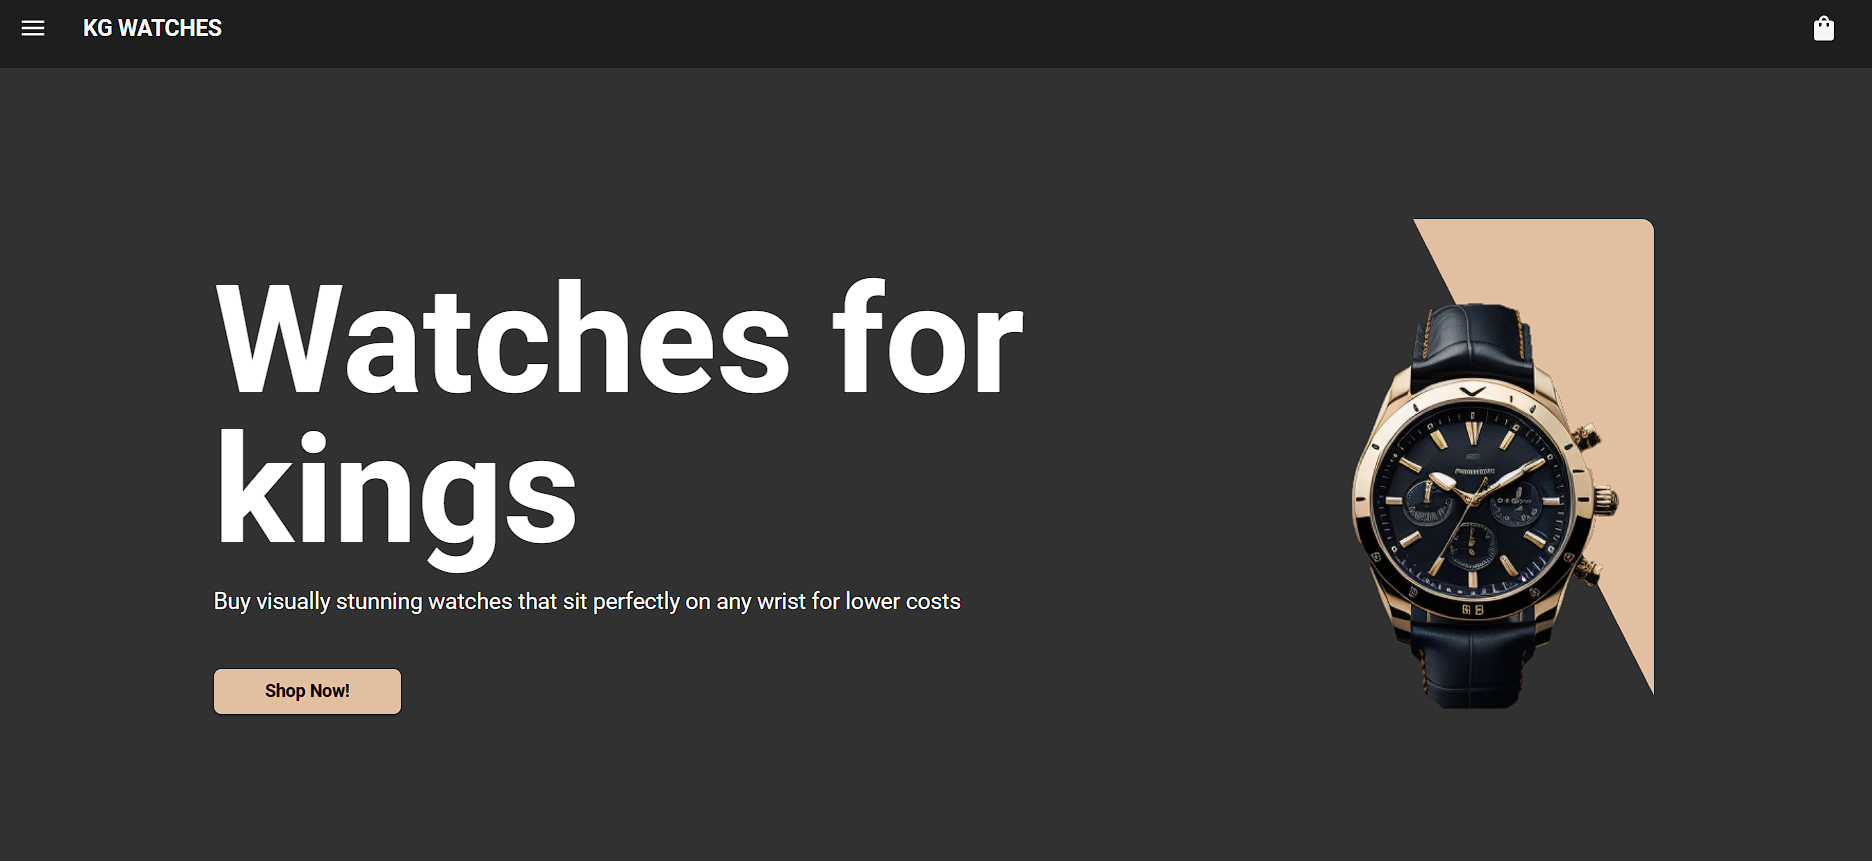 KG WATCHES
Watches for
kings
Buy visually stunning watches that sit perfectly on any wrist for lower costs
Shop Now!